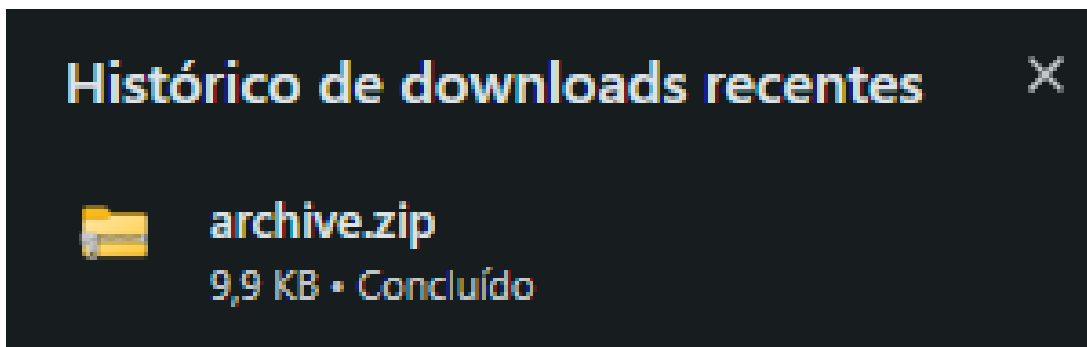 Histórico de downloads recentes
archive.zip
9,9 KB • Concluído